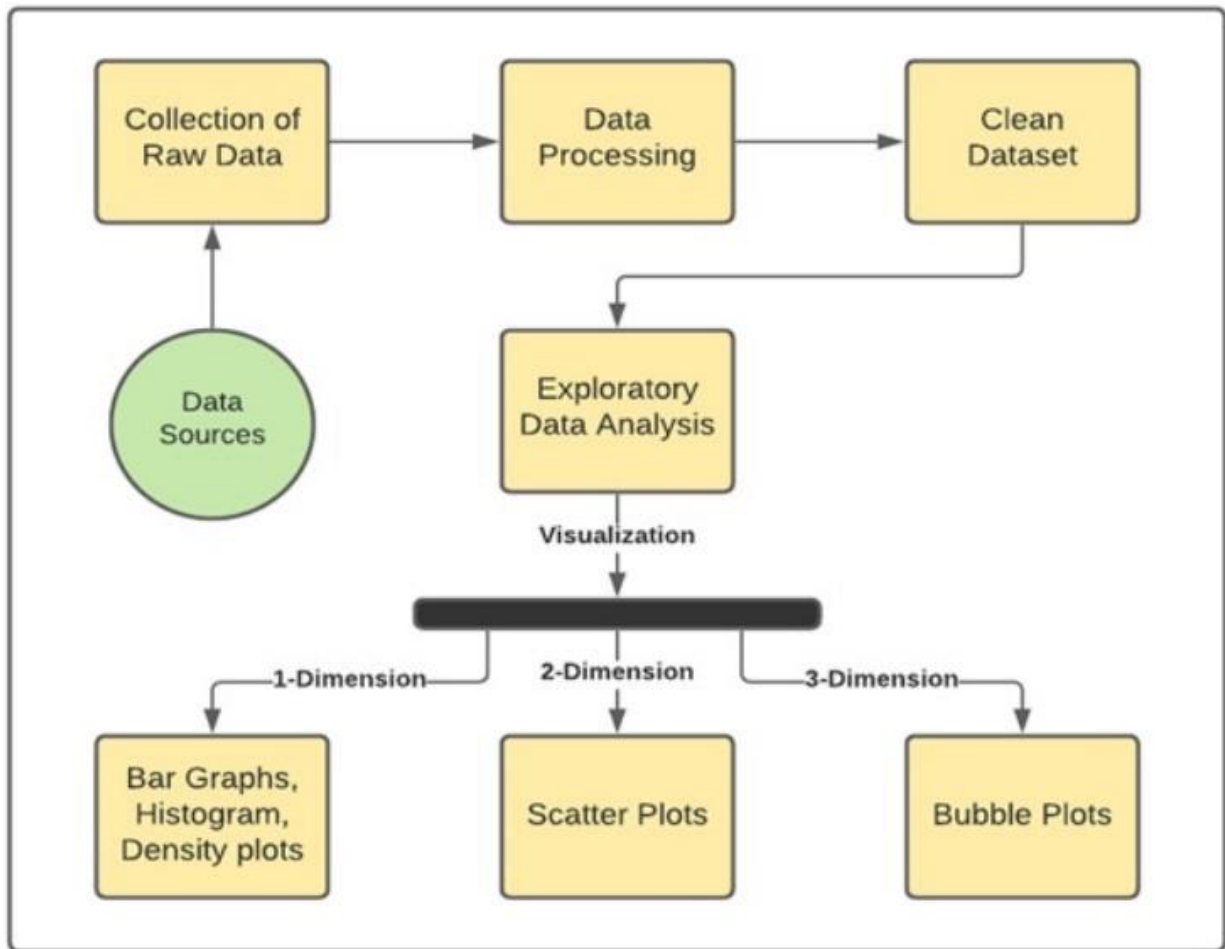 Collection of
Raw Data
Data
Processing
Clean
Dataset
Data
Sources
Exploratory
Data Analysis
Visualization
1-Dimension
2-Dimension
3-Dimension
Bar Graphs,
Histogram,
Density plots
Scatter Plots
Bubble Plots